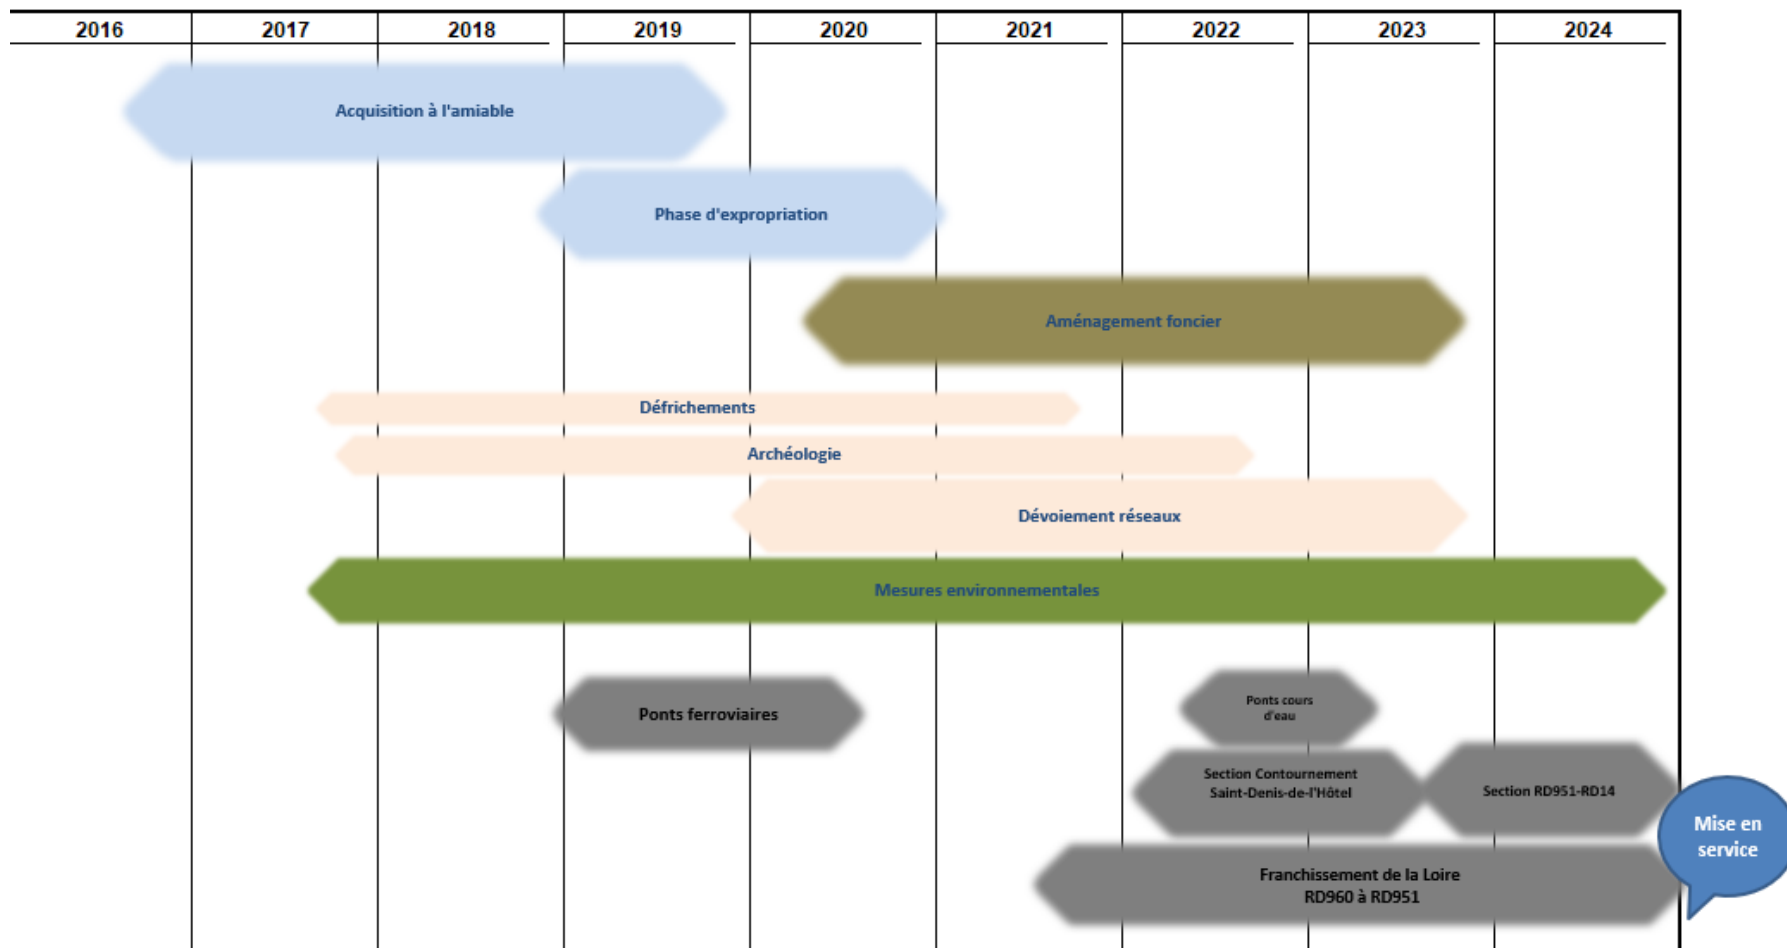 2016 2017 2018 2019 2020 2021 2022 2023 2024
Acquisition à l'amiable
Phase d'expropriation
Aménagement foncier
Défrichements
Archéologie
Dévoiement réseaux
Mesures environnementales
Ponts ferroviaires
Ponts cours
d'eau
Section Contournement
Saint-Denis-de-l'Hôtel
Section RD951-RD14
Mise en
service
Franchissement de la Loire
RD960 à RD951